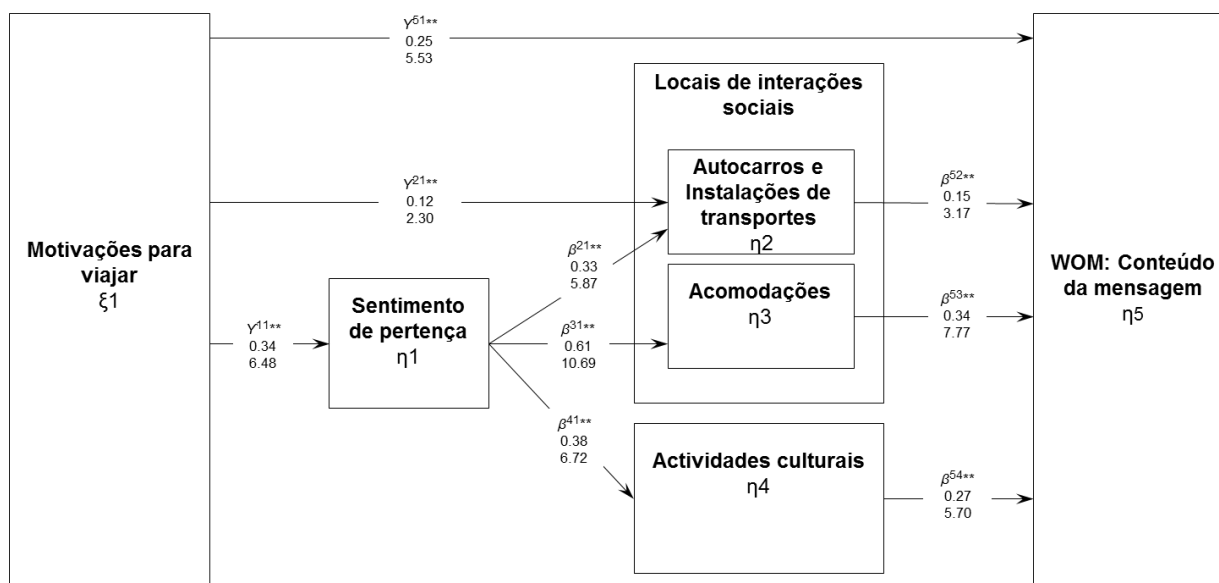 Motivações para
viajar
ξ1
γ51**
0.25
5.53
γ21**
0.12
2.30
γ11**
0.34
6.48
Sentimento
de pertença
η1
β21**
0.33
5.87
β31**
0.61
10.69
β41**
0.38
6.72
Locais de interações
sociais
Autocarros e
Instalações de
transportes
η2
Acomodações
η3
Actividades culturais
η4
β52**
0.15
3.17
β53**
0.34
7.77
β54**
0.27
5.70
WOM: Conteúdo
da mensagem
η5